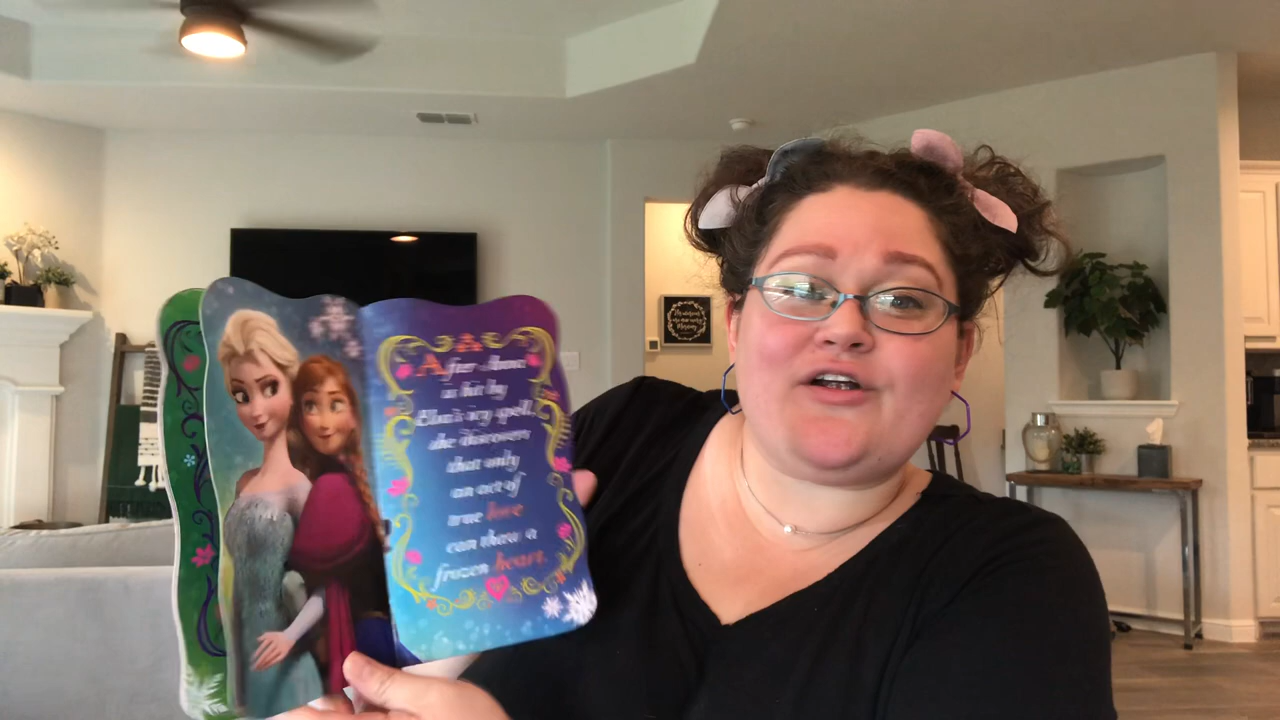 After Anna
is hit by
Elsa's icy spell,
she discovers
that only
an act of
true love
can thaw a
frozen heart.